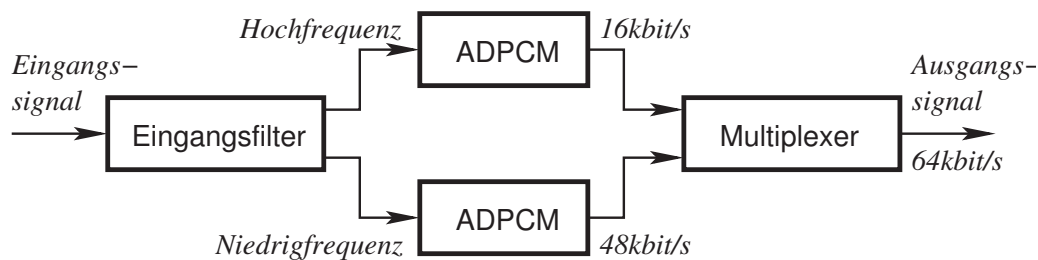 Hochfrequenz
ADPCM
16kbit/s
Eingangs-
signal
Eingangsfilter
Multiplexer
Ausgangs-
signal
64kbit/s
Niedrigfrequenz
ADPCM
48kbit/s